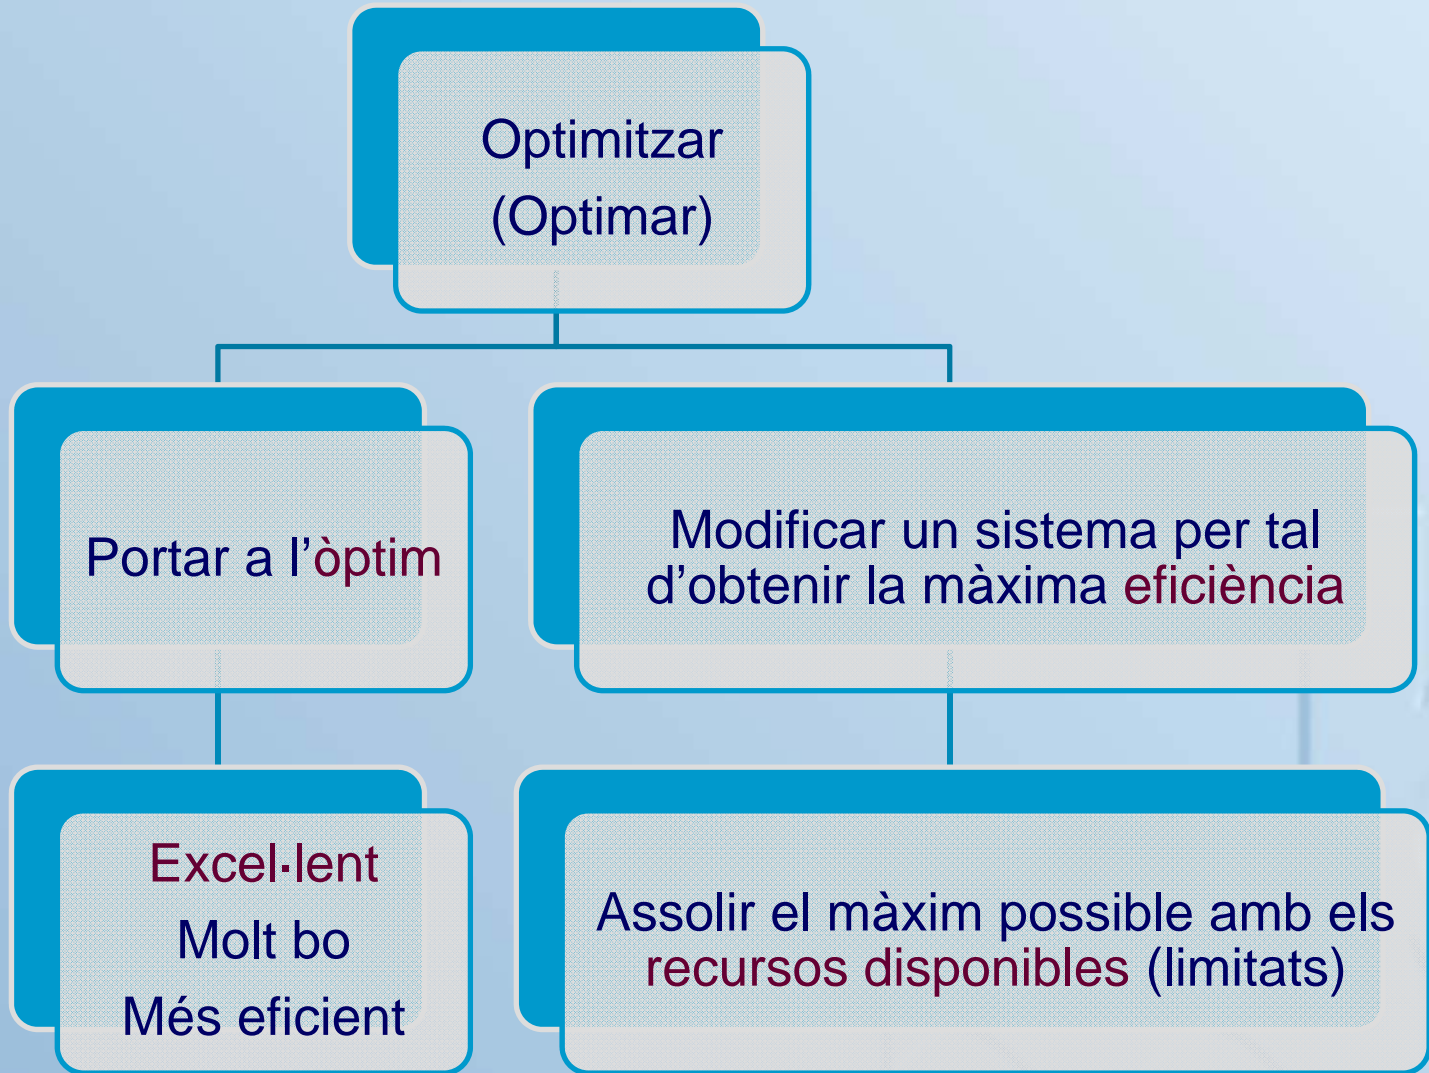 Optimitzar
(Optimar)
Portar a l’òptim
Modificar un sistema per tal
d’obtenir la màxima eficiència
Excel·lent
Molt bo
Més eficient
Assolir el màxim possible amb els
recursos disponibles (limitats)